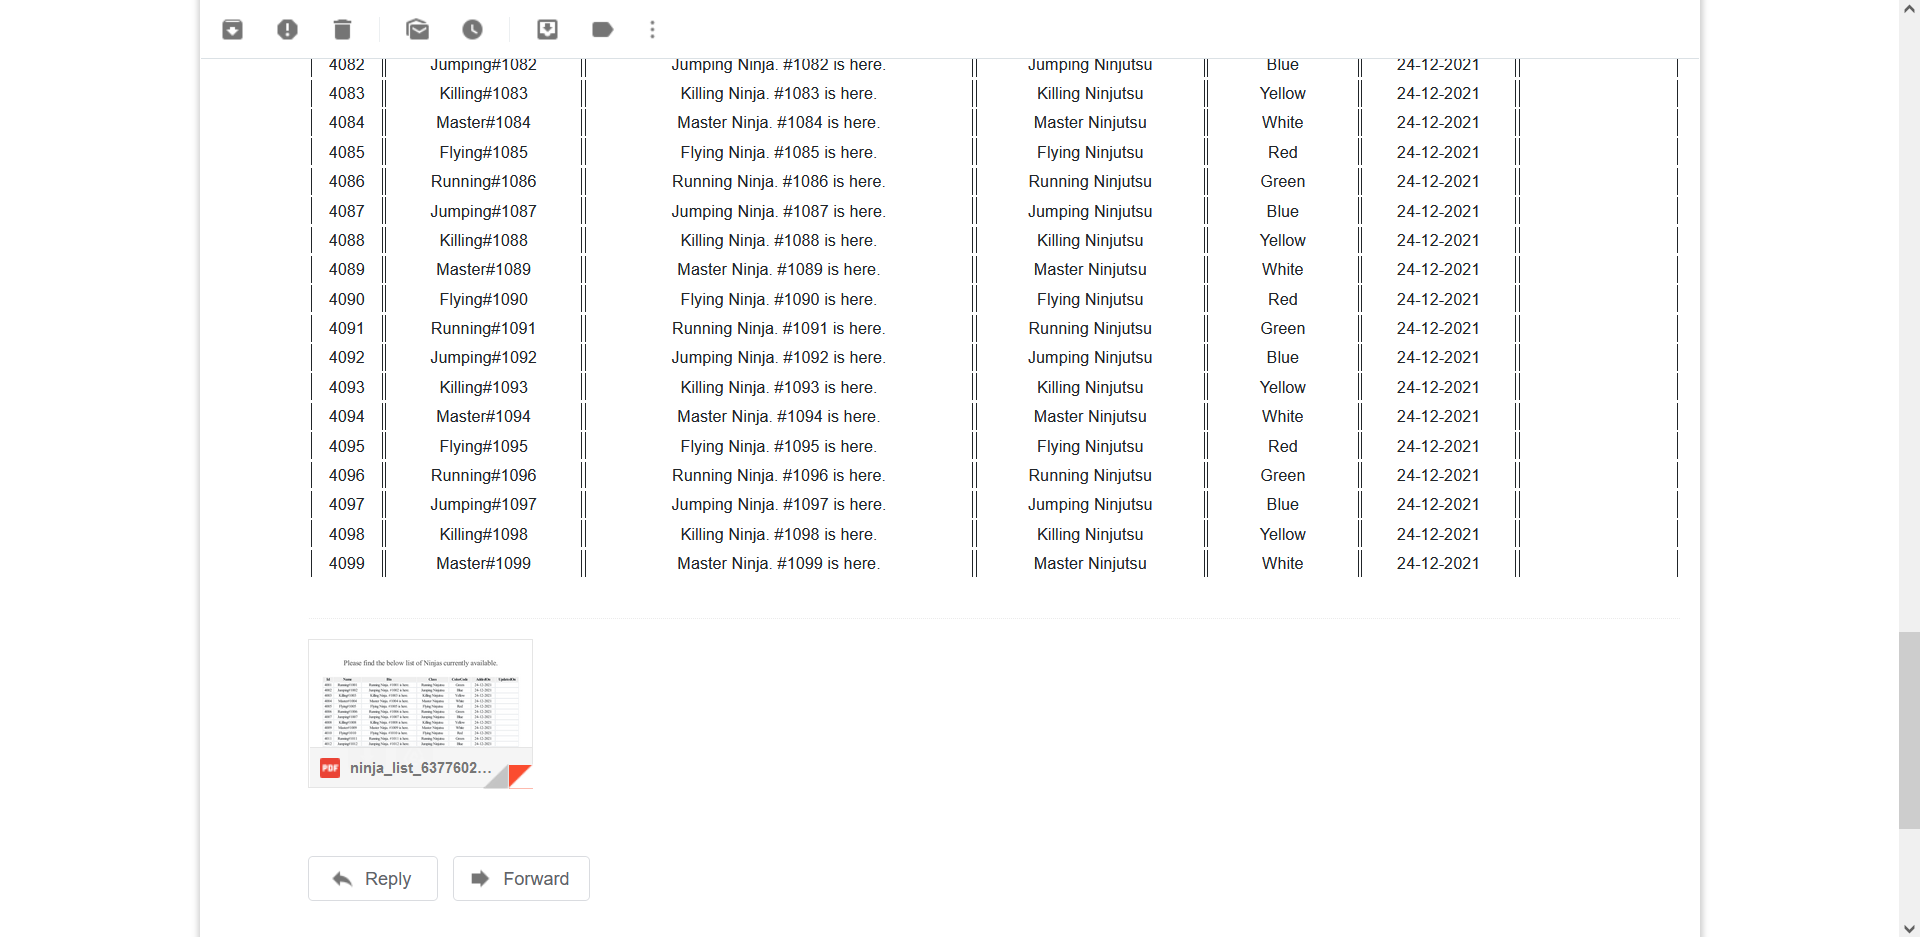 4082 Jumping#1082 Jumping Ninja. #1082 is here. Jumping Ninjutsu Blue 24-12-2021
4083 Killing#1083 Killing Ninja. #1083 is here. Killing Ninjutsu Yellow 24-12-2021
4084 Master#1084 Master Ninja. #1084 is here. Master Ninjutsu White 24-12-2021
4085 Flying#1085 Flying Ninja. #1085 is here. Flying Ninjutsu Red 24-12-2021
4086 Running#1086 Running Ninja. #1086 is here. Running Ninjutsu Green 24-12-2021
4087 Jumping#1087 Jumping Ninja. #1087 is here. Jumping Ninjutsu Blue 24-12-2021
4088 Killing#1088 Killing Ninja. #1088 is here. Killing Ninjutsu Yellow 24-12-2021
4089 Master#1089 Master Ninja. #1089 is here. Master Ninjutsu White 24-12-2021
4090 Flying#1090 Flying Ninja. #1090 is here. Flying Ninjutsu Red 24-12-2021
4091 Running#1091 Running Ninja. #1091 is here. Running Ninjutsu Green 24-12-2021
4092 Jumping#1092 Jumping Ninja. #1092 is here. Jumping Ninjutsu Blue 24-12-2021
4093 Killing#1093 Killing Ninja. #1093 is here. Killing Ninjutsu Yellow 24-12-2021
4094 Master#1094 Master Ninja. #1094 is here. Master Ninjutsu White 24-12-2021
4095 Flying#1095 Flying Ninja. #1095 is here. Flying Ninjutsu Red 24-12-2021
4096 Running#1096 Running Ninja. #1096 is here. Running Ninjutsu Green 24-12-2021
4097 Jumping#1097 Jumping Ninja. #1097 is here. Jumping Ninjutsu Blue 24-12-2021
4098 Killing#1098 Killing Ninja. #1098 is here. Killing Ninjutsu Yellow 24-12-2021
4099 Master#1099 Master Ninja. #1099 is here. Master Ninjutsu White 24-12-2021
Please find the below list of Ninjas currently available.
Id Name Bio Class ColorCode AddedOn UpdatedOn
PDF ninja_list_6377602...
Reply Forward